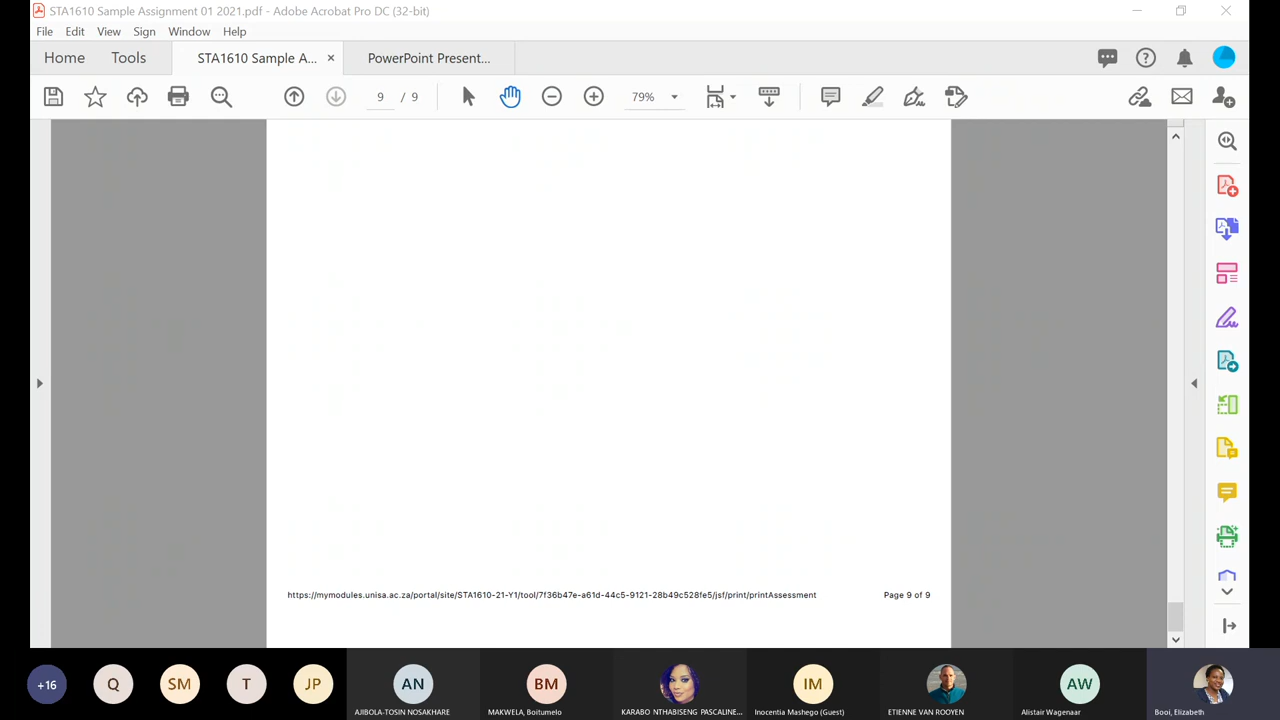 STA1610 Sample Assignment 01 2021.pdf - Adobe Acrobat Pro DC (32-bit)
File Edit View Sign Window Help
Home Tools STA1610 Sample A... × PowerPoint Present...
9 / 9 79%
https://mymodules.unisa.ac.za/portal/site/STA1610-21-Y1/tool/7f36b47e-a61d-44c5-9121-28b49c528fe5/jsf/print/printAssessment Page 9 of 9
+16 Q SM T JP AN BM IM AW
AJIBOLA-TOSIN NOSAKHARE MAKWELA, Boitumelo KARABO NTHABISENG PASCALINE... Inocentia Mashego (Guest) ETIENNE VAN ROOYEN Alistair Wagenaar Booi, Elizabeth